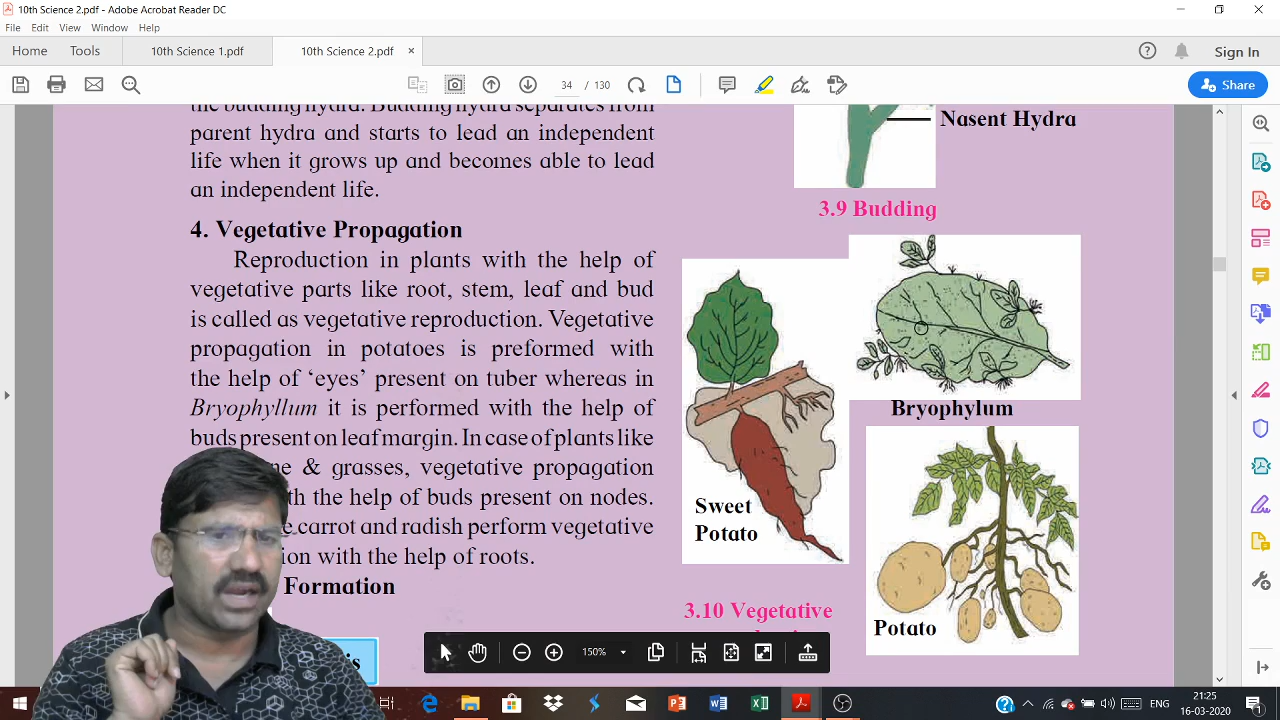 10th Science 2.pdf - Adobe Acrobat Reader DC
File Edit View Window Help
Home Tools 10th Science 1.pdf 10th Science 2.pdf × Sign In
34 / 130 Share
the budding hydra. Budding hydra separates from
parent hydra and starts to lead an independent
life when it grows up and becomes able to lead
an independent life.
4. Vegetative Propagation
Reproduction in plants with the help of
vegetative parts like root, stem, leaf and bud
is called as vegetative reproduction. Vegetative
propagation in potatoes is preformed with
the help of ‘eyes’ present on tuber whereas in
Bryophyllum it is performed with the help of
buds present on leaf margin. In case of plants like
& grasses, vegetative propagation
the help of buds present on nodes.
carrot and radish perform vegetative
with the help of roots.
Formation
Nasent Hydra
3.9 Budding
Bryophylum
Sweet
Potato
Potato
3.10 Vegetative
150%
21:25
ENG
16-03-2020